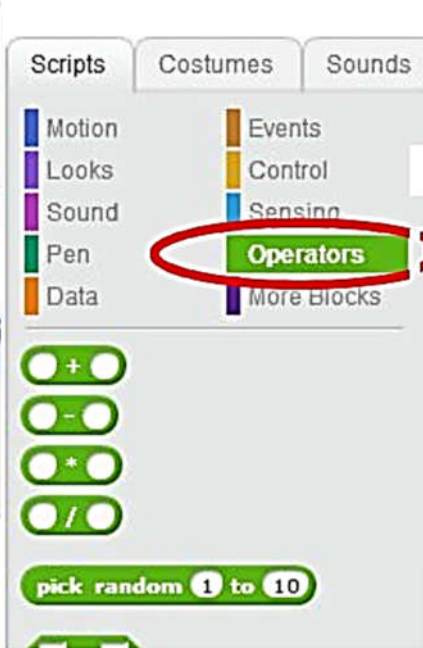 Scripts Costumes Sounds
Motion Events
Looks Control
Sound Sensing
Pen Operators
Data More Blocks
+
-
*
/
pick random 1 to 10